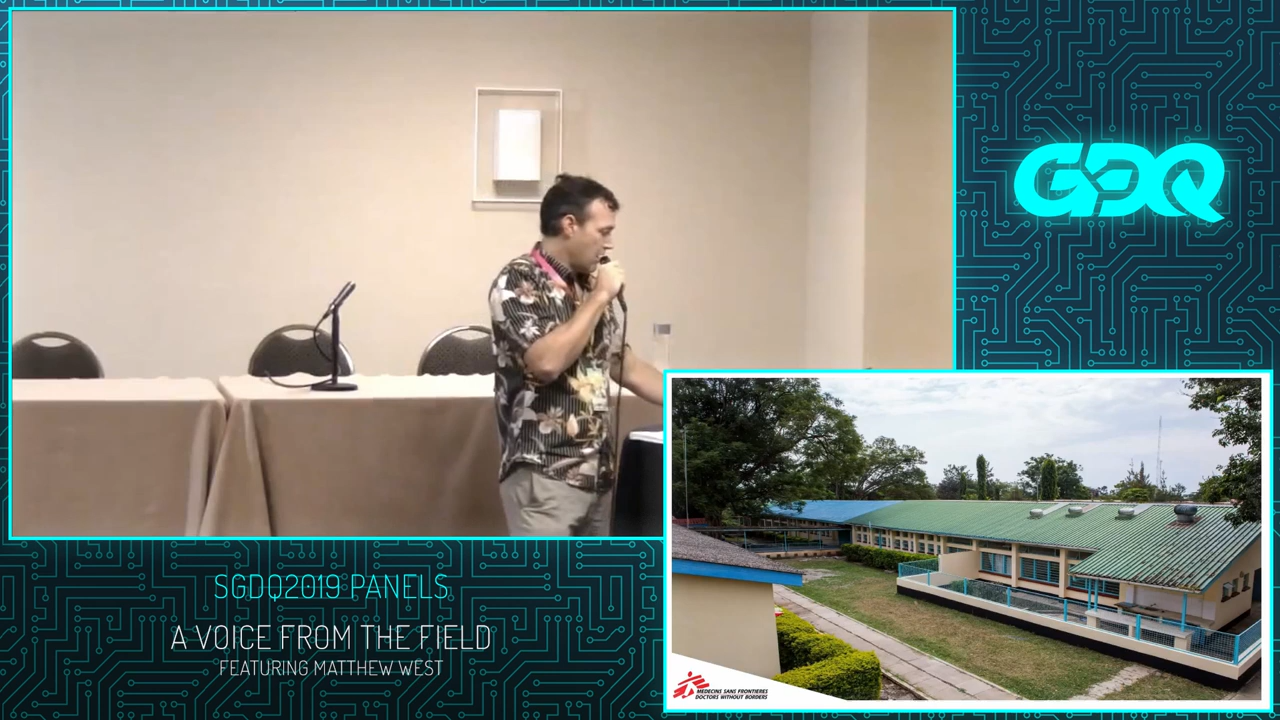 GDQ
SGDQ2019 PANELS
A VOICE FROM THE FIELD
FEATURING MATTHEW WEST
MEDECINS SANS FRONTIERES
DOCTORS WITHOUT BORDERS